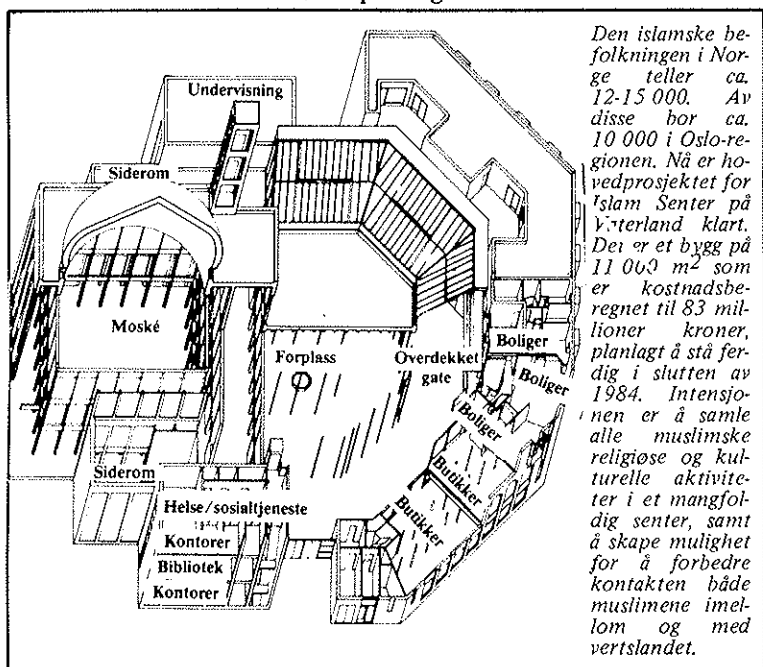 Undervisning
Siderom
Moské
Forplass
Overdekket
gate
Boliger
Boliger
Boliger
Butikker
Butikker
Siderom
Helse/sosialtjeneste
Kontorer
Bibliotek
Kontorer
Den islamske be-
folkningen i Nor-
ge teller ca.
12-15 000. Av
disse bor ca.
10 000 i Oslo-re-
gionen. Nå er ho-
vedprosjektet for
Islam Senter på
Vaterland klart.
Det er et bygg på
11 000 m² som
er kostnadsbe-
regnet til 83 mil-
lioner kroner,
planlagt å stå fer-
dig i slutten av
1984. Intensjo-
nen er å samle
alle muslimske
religiøse og kul-
turelle aktivite-
ter i et mangfol-
dig senter, samt
å skape mulighet
for å forbedre
kontakten både
muslimene imel-
lom og med
vertslandet.